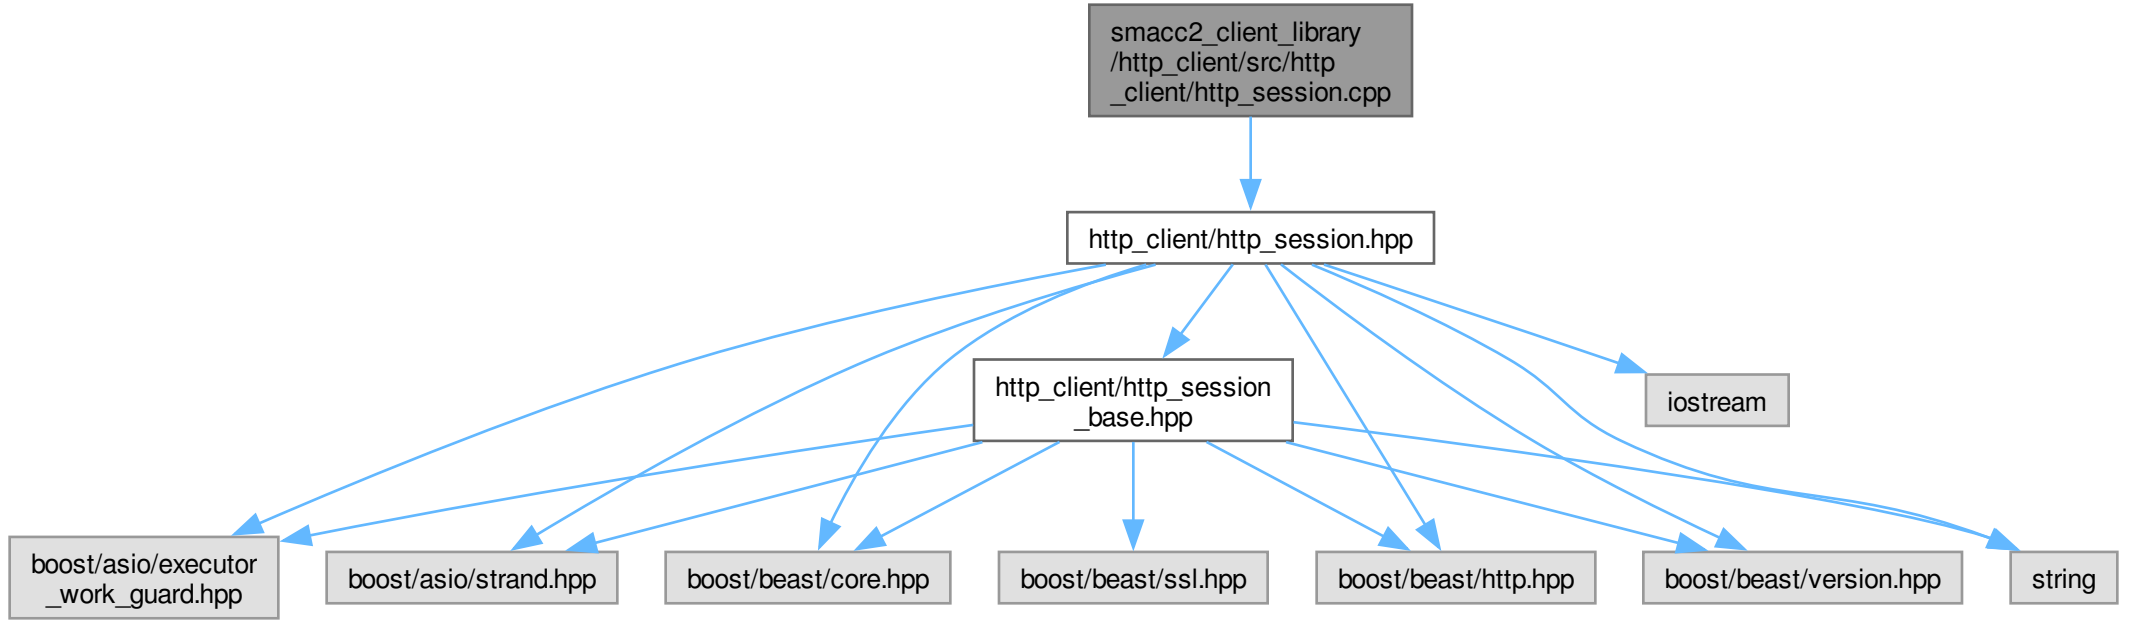 smacc2_client_library
/http_client/src/http
_client/http_session.cpp
http_client/http_session.hpp
http_client/http_session
_base.hpp
iostream
boost/asio/executor
_work_guard.hpp
boost/asio/strand.hpp
boost/beast/core.hpp
boost/beast/ssl.hpp
boost/beast/http.hpp
boost/beast/version.hpp
string